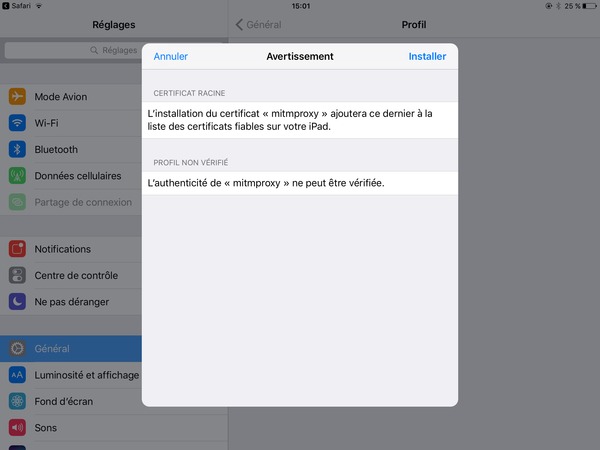 Safari
15:01
25 %
Réglages
Général
Profil
Réglages
Annuler
Avertissement
Installer
CERTIFICAT RACINE
L’installation du certificat « mitmproxy » ajoutera ce dernier à la
liste des certificats fiables sur votre iPad.
PROFIL NON VÉRIFIÉ
L’authenticité de « mitmproxy » ne peut être vérifiée.
Mode Avion
Wi-Fi
Bluetooth
Données cellulaires
Partage de connexion
Notifications
Centre de contrôle
Ne pas déranger
Général
AA
Luminosité et affichage
Fond d’écran
Sons